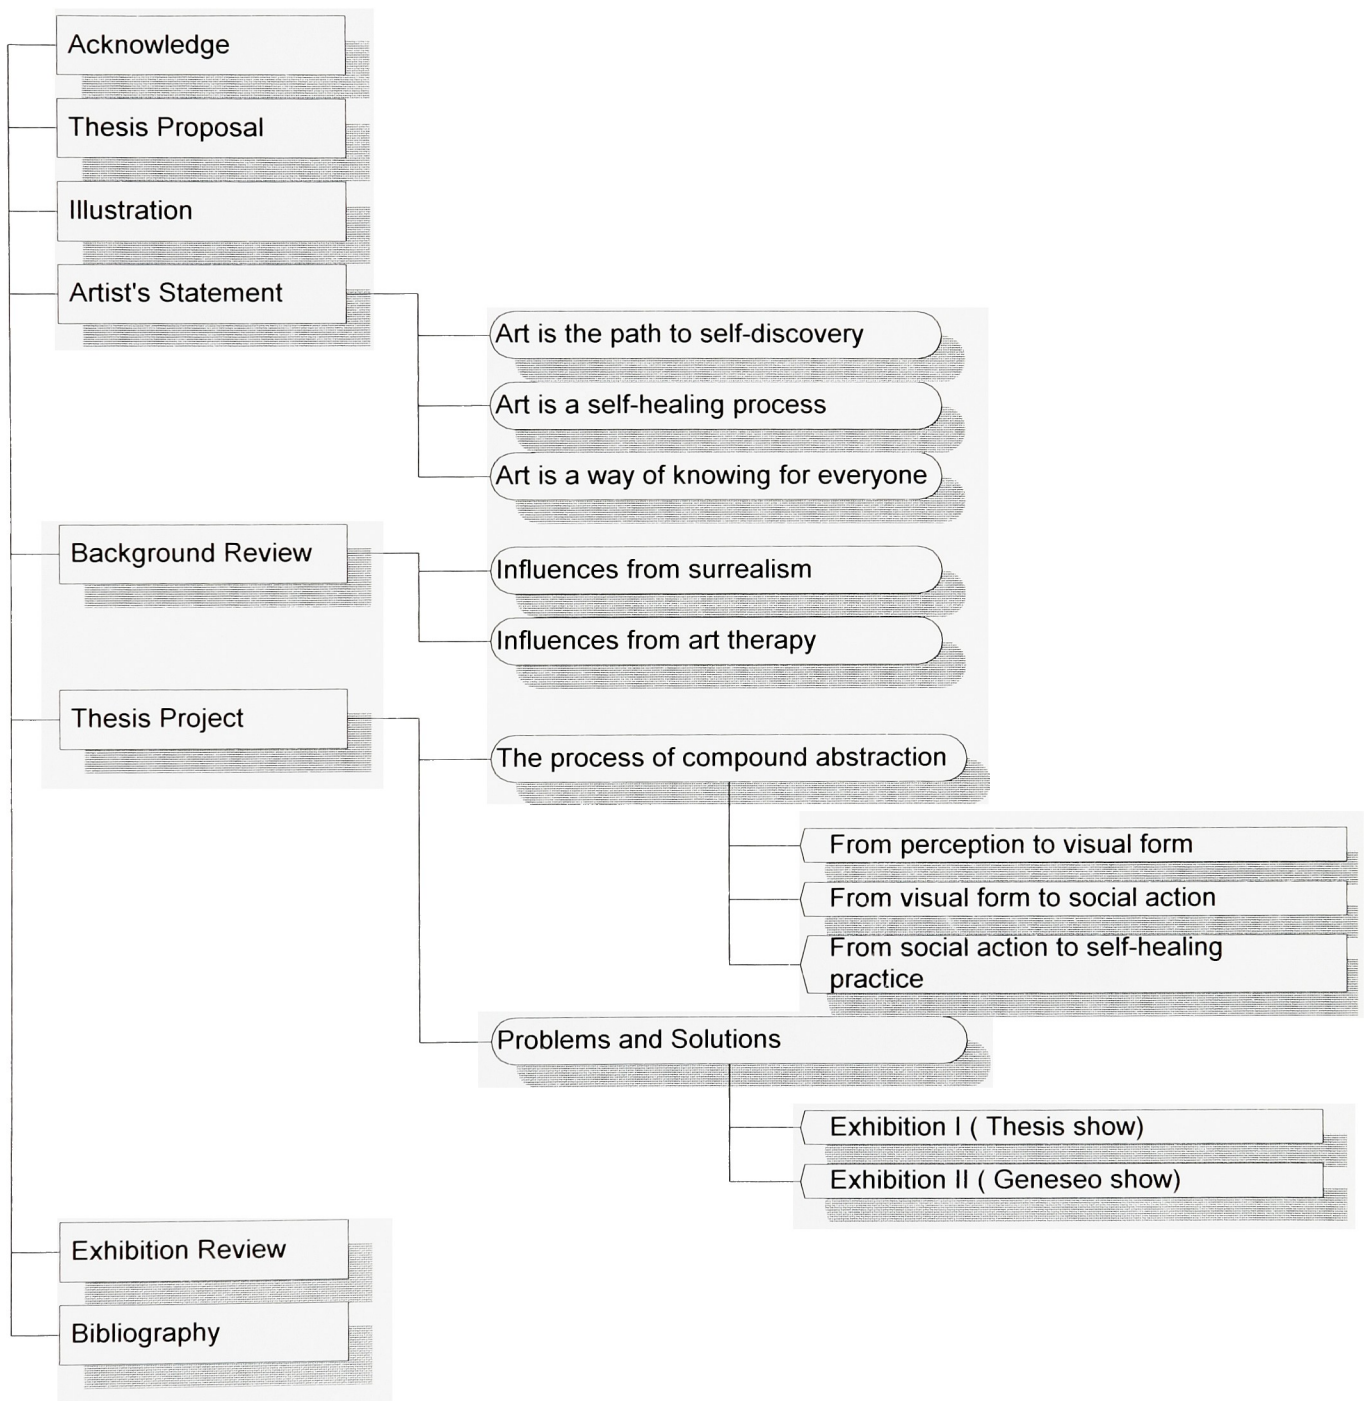 Acknowledge
Thesis Proposal
Illustration
Artist's Statement
Art is the path to self-discovery
Art is a self-healing process
Art is a way of knowing for everyone
Background Review
Influences from surrealism
Influences from art therapy
Thesis Project
The process of compound abstraction
From perception to visual form
From visual form to social action
From social action to self-healing
practice
Problems and Solutions
Exhibition I ( Thesis show)
Exhibition II ( Geneseo show)
Exhibition Review
Bibliography